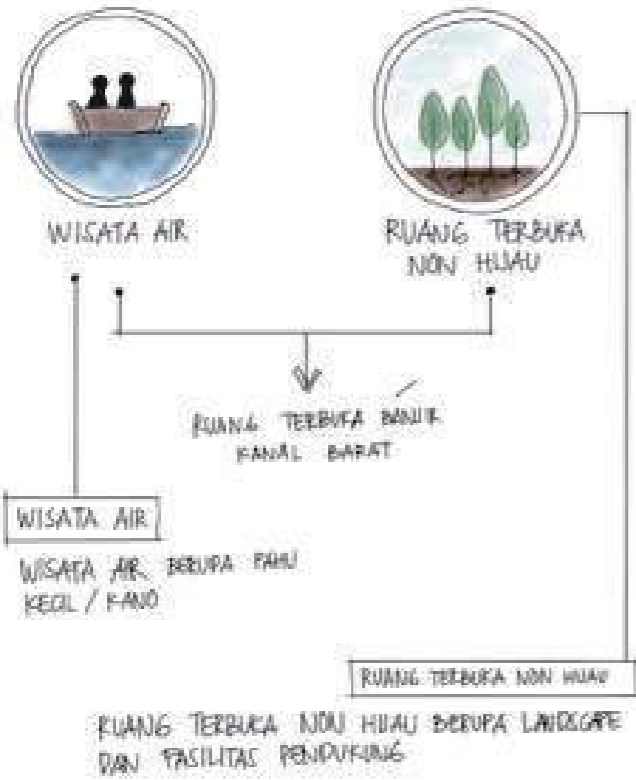 WISATA AIR
RUANG TERBUKA
NON HIJAU
RUANG TERBUKA BANJIR
KANAL BARAT
WISATA AIR
WISATA AIR BERUPA PAHU
KECIL / KANO
RUANG TERBUKA NON HIJAU
RUANG TERBUKA NON HIJAU BERUPA LANDSCAPE
DAN FASILITAS PENDUKUNG